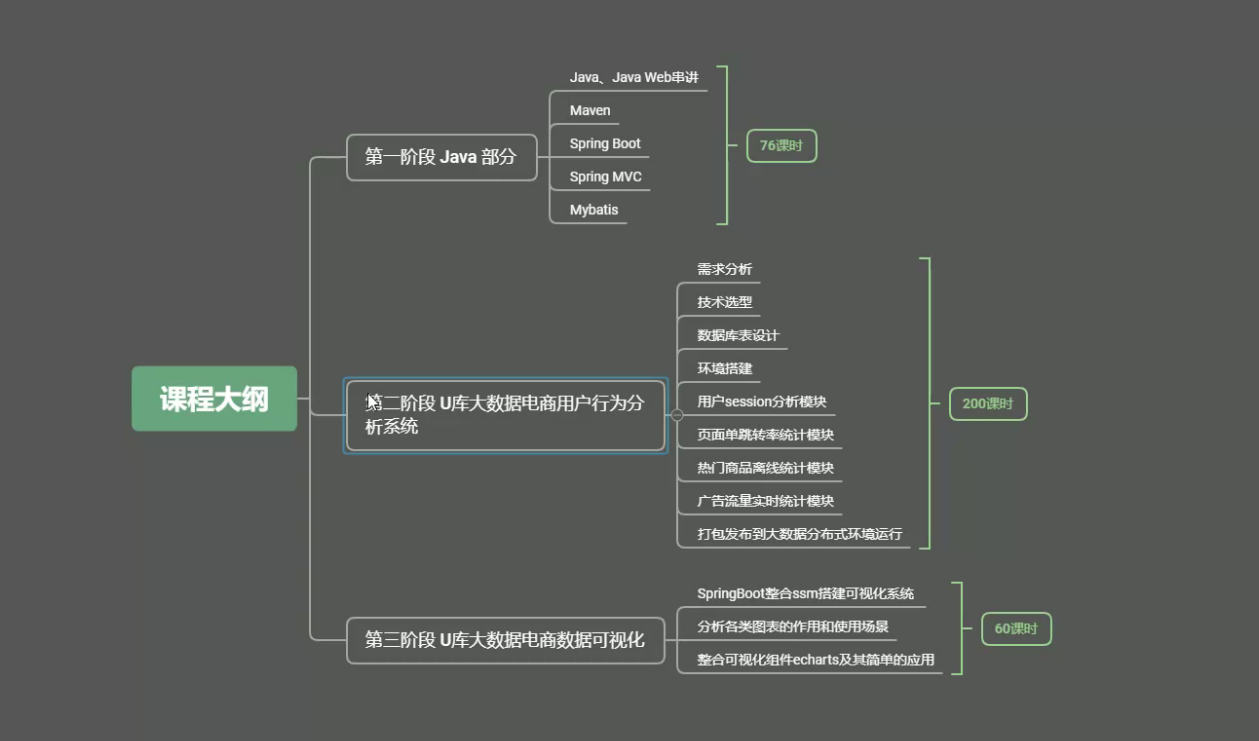 Java、Java Web串讲
Maven
第一阶段 Java 部分
Spring Boot
76课时
Spring MVC
Mybatis
需求分析
技术选型
数据库表设计
环境搭建
课程大纲
第二阶段 U库大数据电商用户行为分
析系统
用户session分析模块
200课时
页面单跳转率统计模块
热门商品离线统计模块
广告流量实时统计模块
打包发布到大数据分布式环境运行
SpringBoot整合ssm搭建可视化系统
第三阶段 U库大数据电商数据可视化
分析各类图表的作用和使用场景
60课时
整合可视化组件echarts及其简单的应用